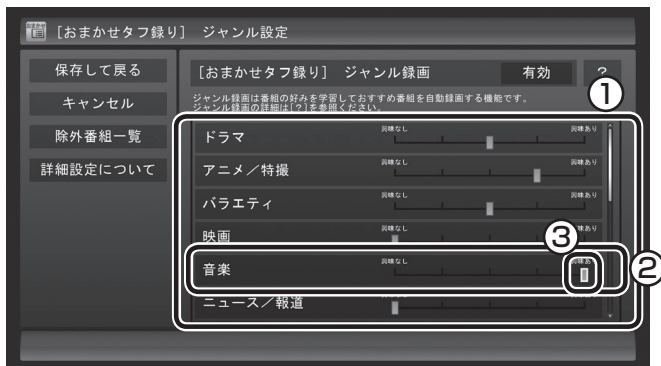 おまかせ
[おまかせタフ録り] ジャンル設定
保存して戻る
キャンセル
除外番組一覧
詳細設定について
[おまかせタフ録り] ジャンル録画 有効 ?
ジャンル録画は番組の好みを学習しておすすめ番組を自動録画する機能です。
ジャンル録画の詳細は[?]を参照ください。
①
ドラマ 興味なし 興味あり
アニメ/特撮 興味なし 興味あり
バラエティ 興味なし 興味あり
映画 興味なし
③
音楽 興味なし 興味あり
②
ニュース/報道